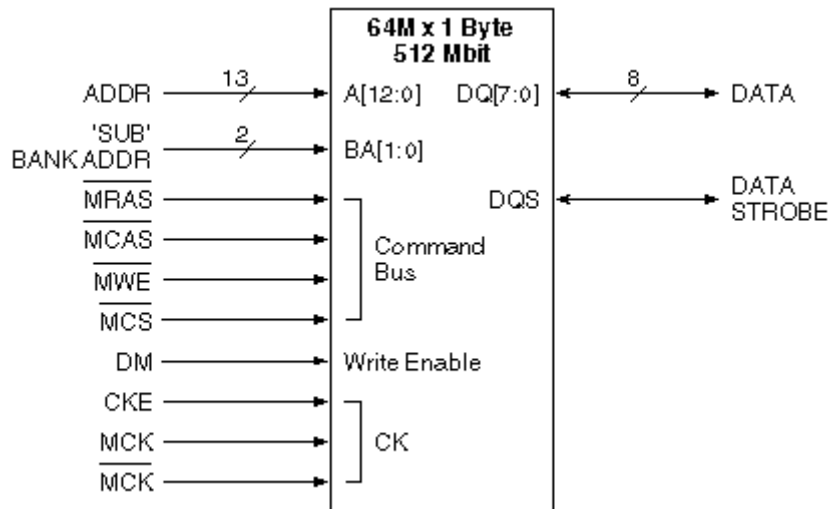 64M x 1 Byte
512 Mbit
ADDR 13 A[12:0] DQ[7:0] 8 DATA
'SUB'
BANK ADDR 2 BA[1:0]
MRAS DQS DATA
STROBE
MCAS
Command
Bus
MWE
MCS
DM Write Enable
CKE
MCK CK
MCK